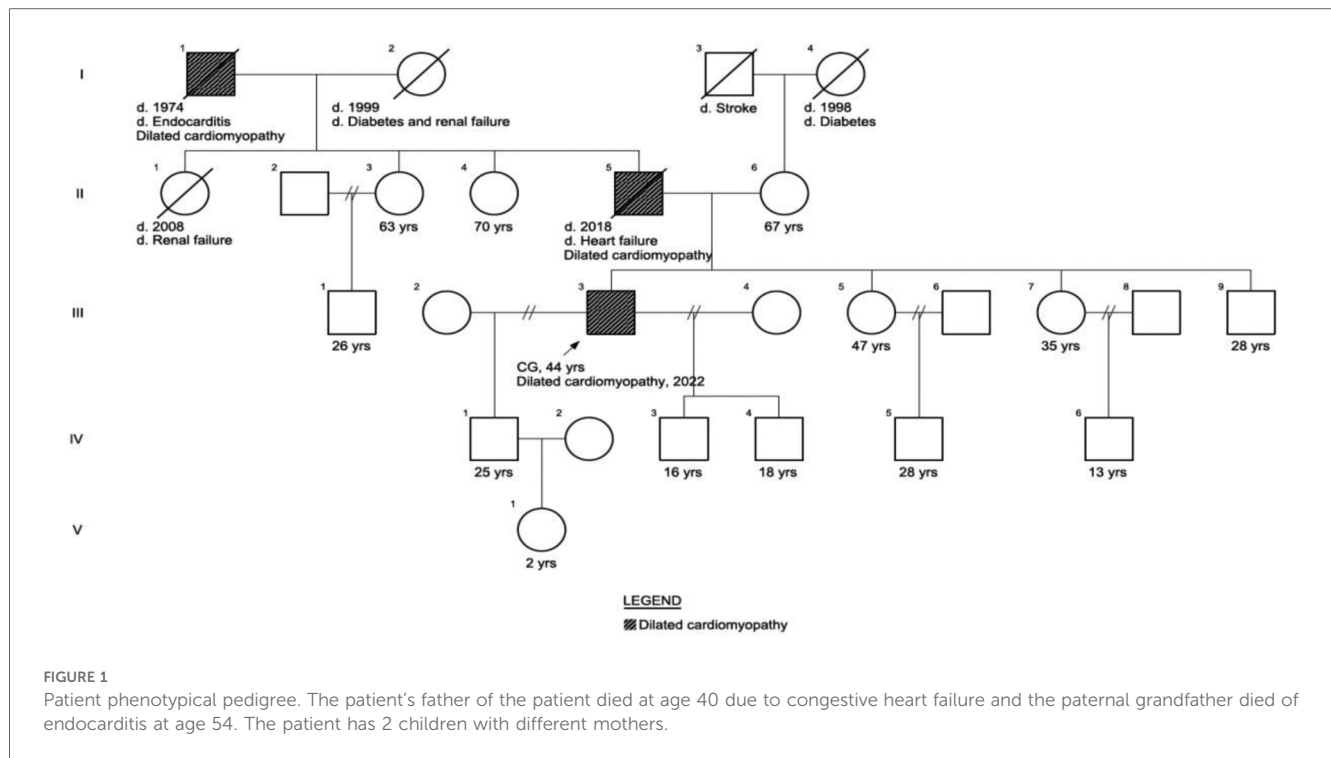 1
2
3
4
I
d. 1974
d. Endocarditis
Dilated cardiomyopathy
d. 1999
d. Diabetes and renal failure
d. Stroke
d. 1998
d. Diabetes
1
2
3
4
5
6
II
d. 2008
d. Renal failure
63 yrs
70 yrs
d. 2018
d. Heart failure
Dilated cardiomyopathy
67 yrs
1
2
3
4
5
6
7
8
9
III
26 yrs
CG, 44 yrs
Dilated cardiomyopathy, 2022
47 yrs
35 yrs
28 yrs
1
2
3
4
5
6
IV
25 yrs
16 yrs
18 yrs
28 yrs
13 yrs
1
V
2 yrs
LEGEND
Dilated cardiomyopathy
FIGURE 1
Patient phenotypical pedigree. The patient's father of the patient died at age 40 due to congestive heart failure and the paternal grandfather died of
endocarditis at age 54. The patient has 2 children with different mothers.